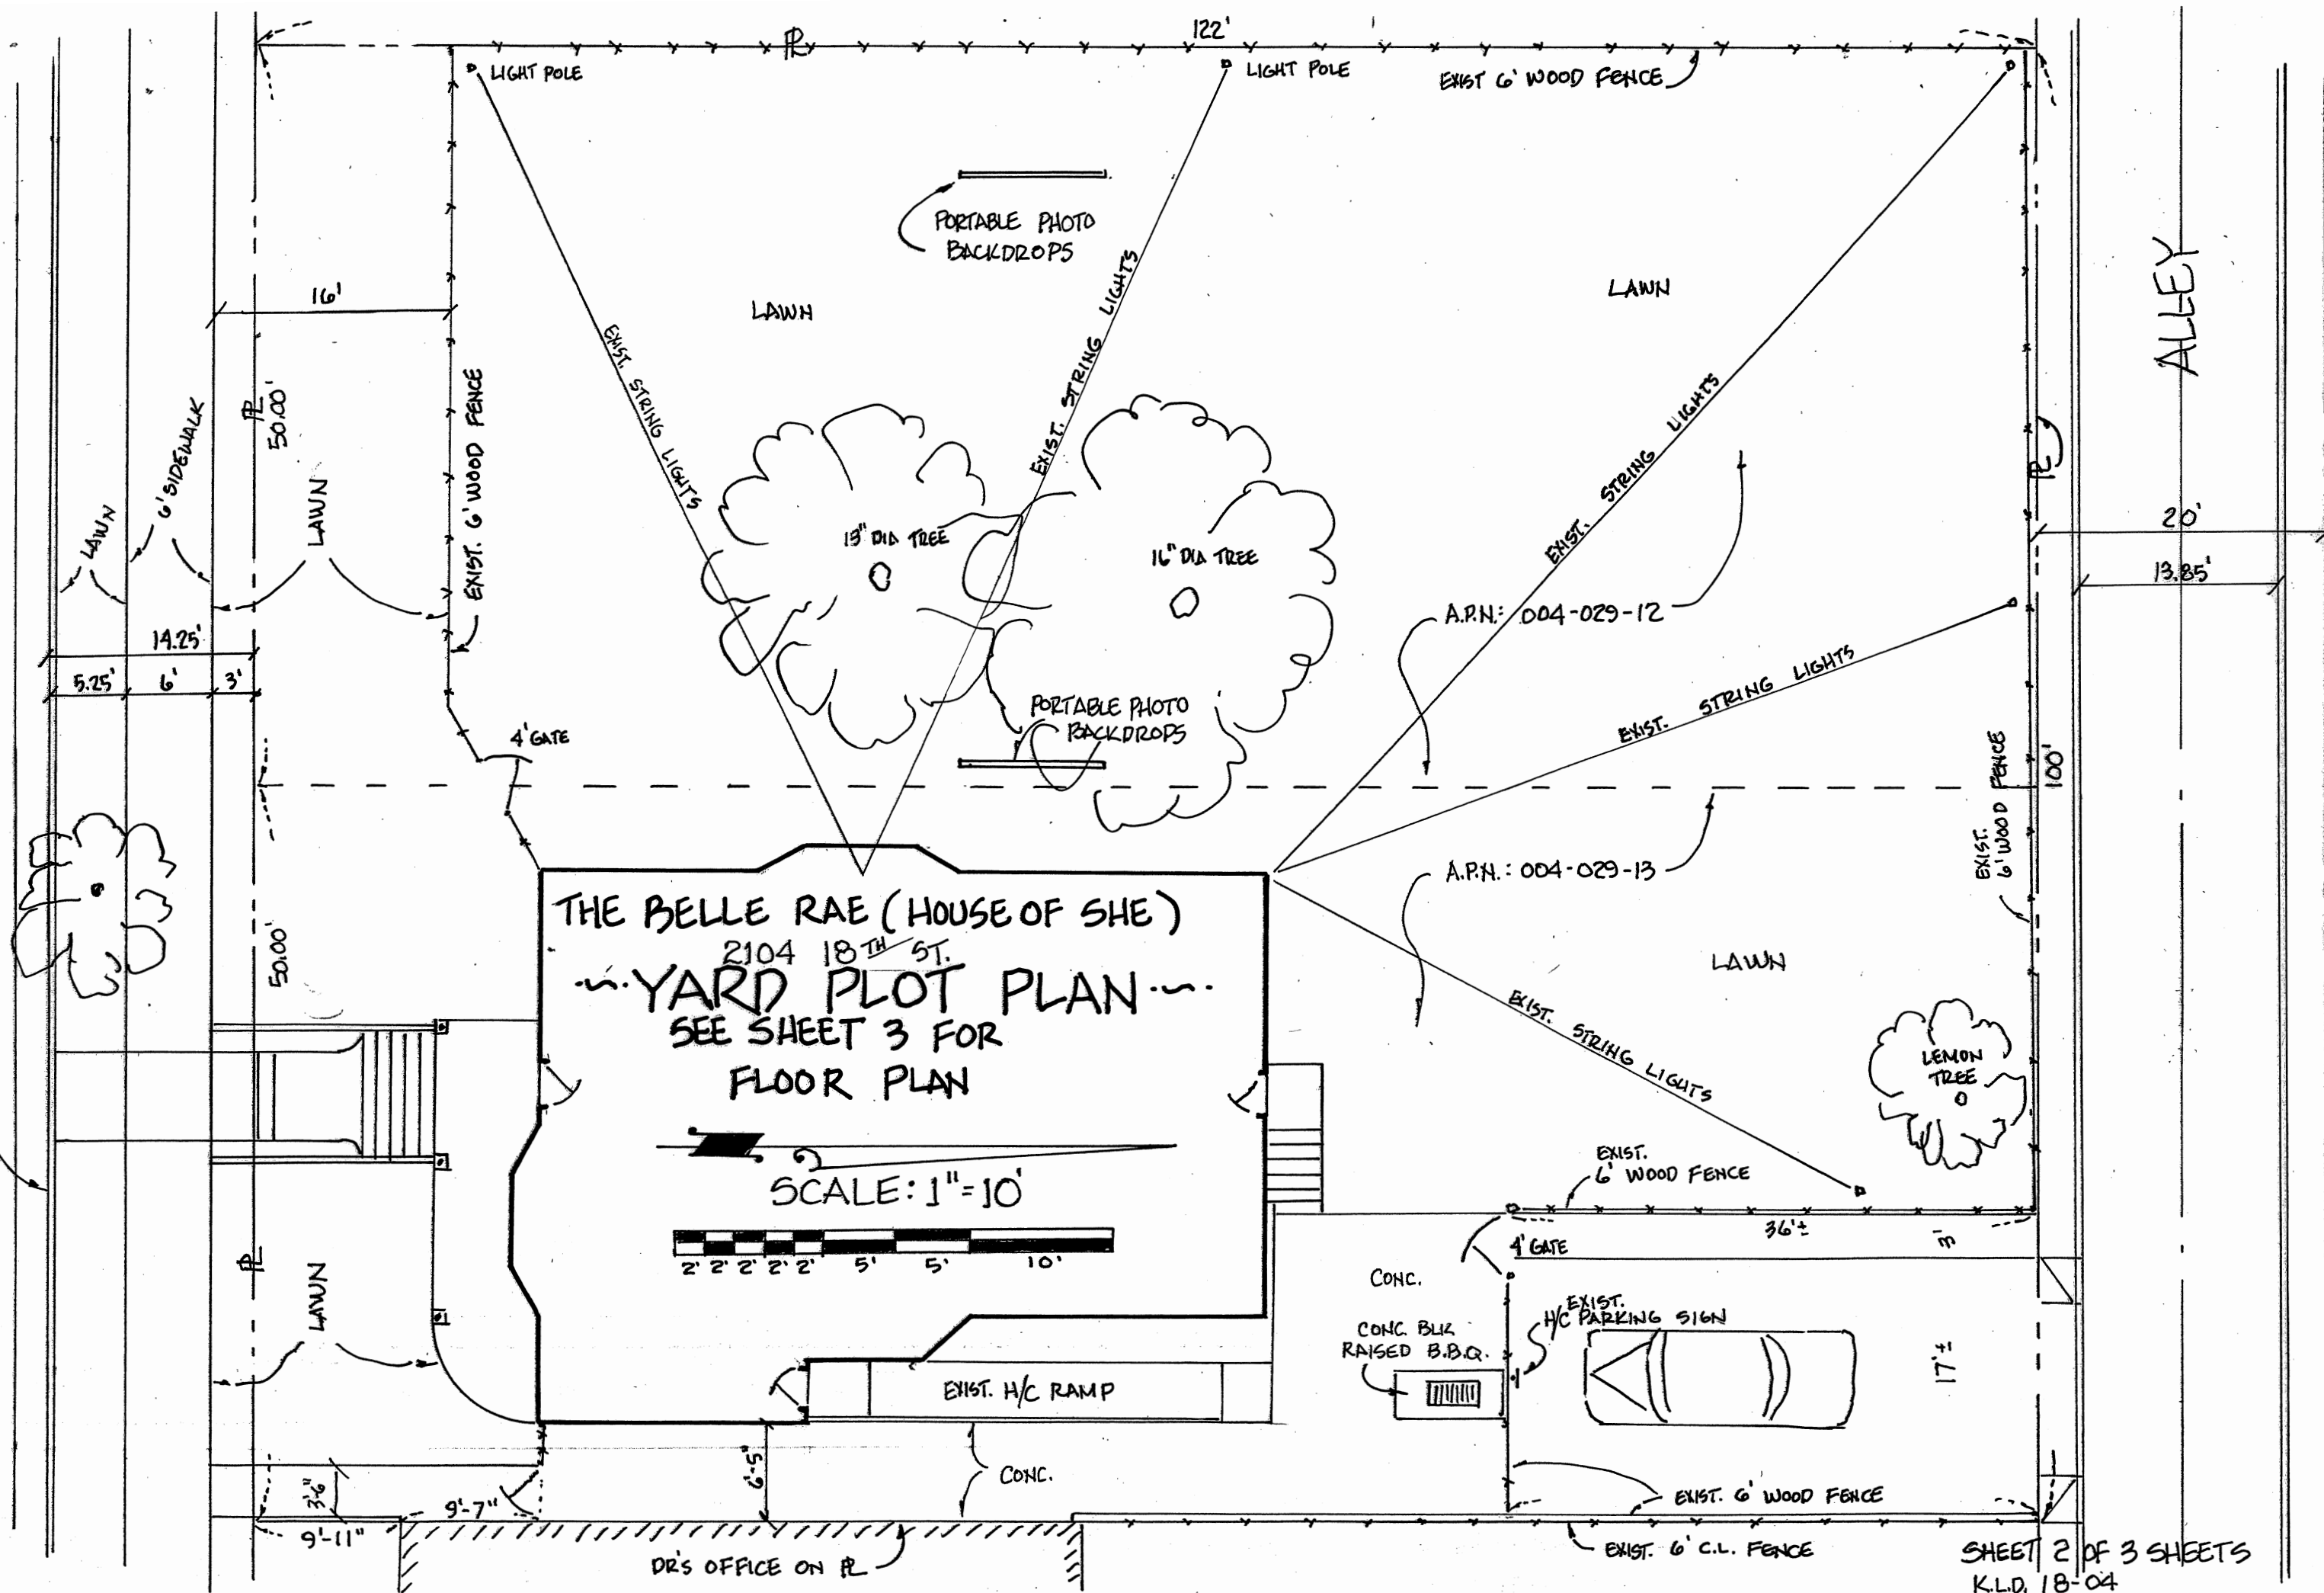 122'
PL
LIGHT POLE
LIGHT POLE
EXIST 6' WOOD FENCE
PORTABLE PHOTO
BACKDROPS
16'
LAWN
LAWN
ALLEY
EXIST. STRING LIGHTS
EXIST. STRING LIGHTS
EXIST. STRING LIGHTS
PL
50.00'
6' SIDEWALK
LAWN
LAWN
EXIST. 6' WOOD FENCE
PL
20'
13.85'
13" DIA TREE
16" DIA TREE
A.P.N.: 004-029-12
14.25'
5.25'
6'
3'
EXIST. STRING LIGHTS
PORTABLE PHOTO
BACKDROPS
4' GATE
100'
EXIST.
6' WOOD FENCE
A.P.N.: 004-029-13
THE BELLE RAE (HOUSE OF SHE)
2104 18TH ST.
YARD PLOT PLAN
SEE SHEET 3 FOR
FLOOR PLAN
50.00'
LAWN
EXIST. STRING LIGHTS
LEMON
TREE
SCALE: 1"=10'
2' 2' 2' 2' 2' 5' 5' 10'
EXIST.
6' WOOD FENCE
36'±
3'
4' GATE
PL
LAWN
CONC.
EXIST.
H/C PARKING SIGN
CONC. BLK
RAISED B.B.Q.
17'±
EXIST. H/C RAMP
6'-5"
CONC.
3'6"
9'-7"
9'-11"
EXIST. 6' WOOD FENCE
DR'S OFFICE ON PL
EXIST. 6' C.L. FENCE
SHEET 2 OF 3 SHEETS
K.L.D. 18-04